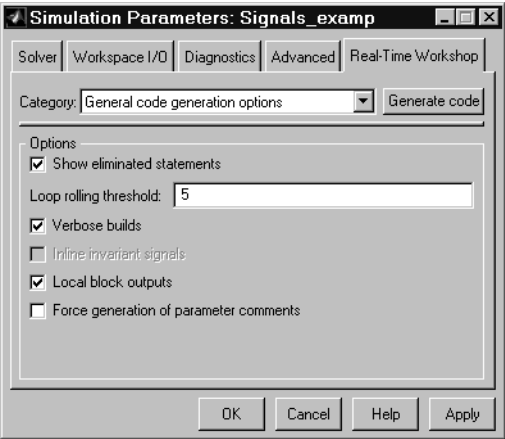 Simulation Parameters: Signals_examp
Solver Workspace I/O Diagnostics Advanced Real-Time Workshop
Category: General code generation options Generate code
Options
Show eliminated statements
Loop rolling threshold: 5
Verbose builds
Inline invariant signals
Local block outputs
Force generation of parameter comments
OK Cancel Help Apply